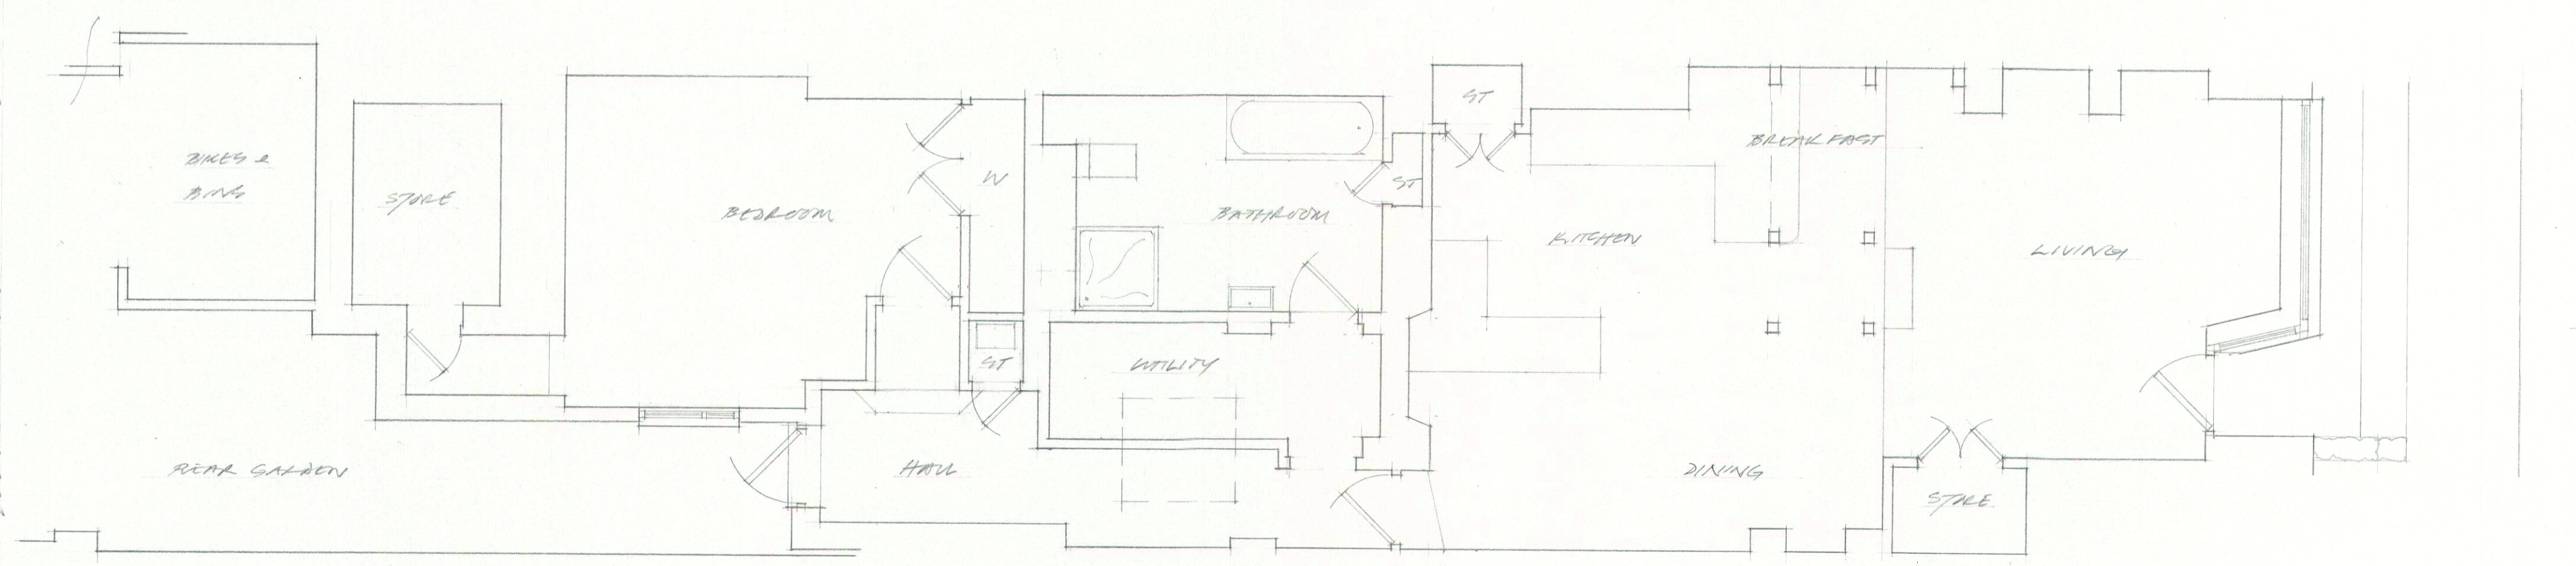 BIKES &
BINS
STORE
BEDROOM
W
BATHROOM
ST
ST
BREAKFAST
KITCHEN
LIVING
ST
UTILITY
REAR GARDEN
HALL
DINING
STORE